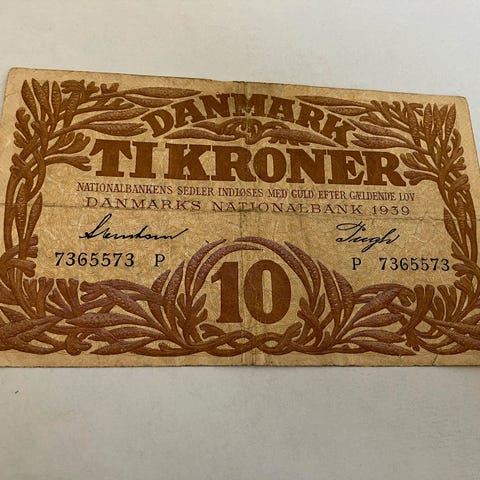 DANMARK
TI KRONER
NATIONALBANKENS SEDLER INDLØSES MED GULD EFTER GÆLDENDE LOV
DANMARKS NATIONALBANK 1939
7365573 P P 7365573
10